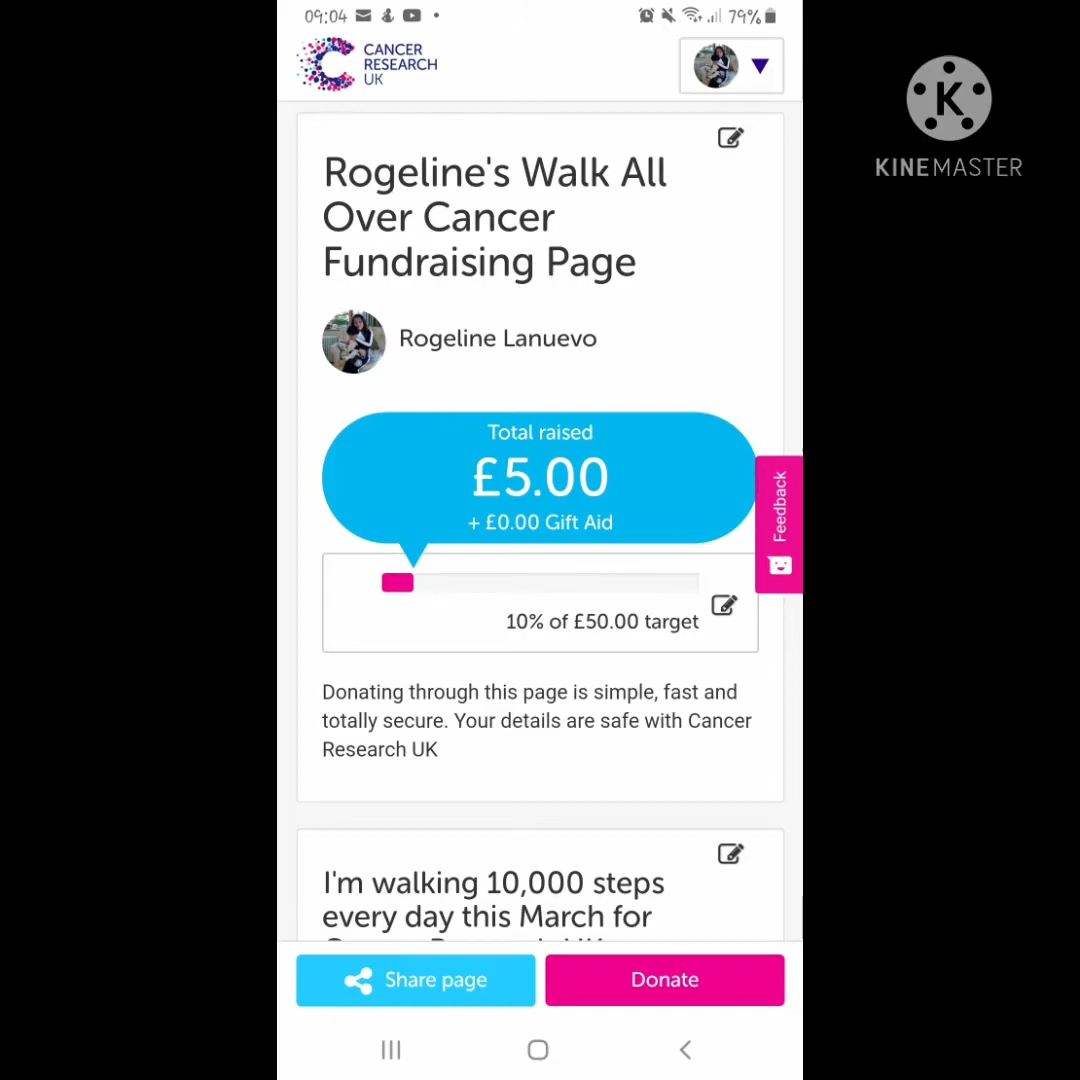 09:04
79%
CANCER
RESEARCH
UK
K
KINEMASTER
Rogeline's Walk All
Over Cancer
Fundraising Page
Rogeline Lanuevo
Total raised
£5.00
+ £0.00 Gift Aid
Feedback
10% of £50.00 target
Donating through this page is simple, fast and
totally secure. Your details are safe with Cancer
Research UK
I'm walking 10,000 steps
every day this March for
Share page
Donate